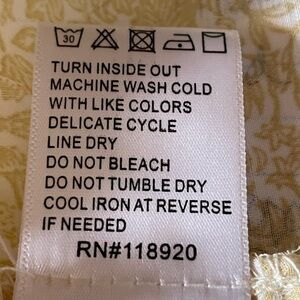 30
TURN INSIDE OUT
MACHINE WASH COLD
WITH LIKE COLORS
DELICATE CYCLE
LINE DRY
DO NOT BLEACH
DO NOT TUMBLE DRY
COOL IRON AT REVERSE
IF NEEDED
RN#118920